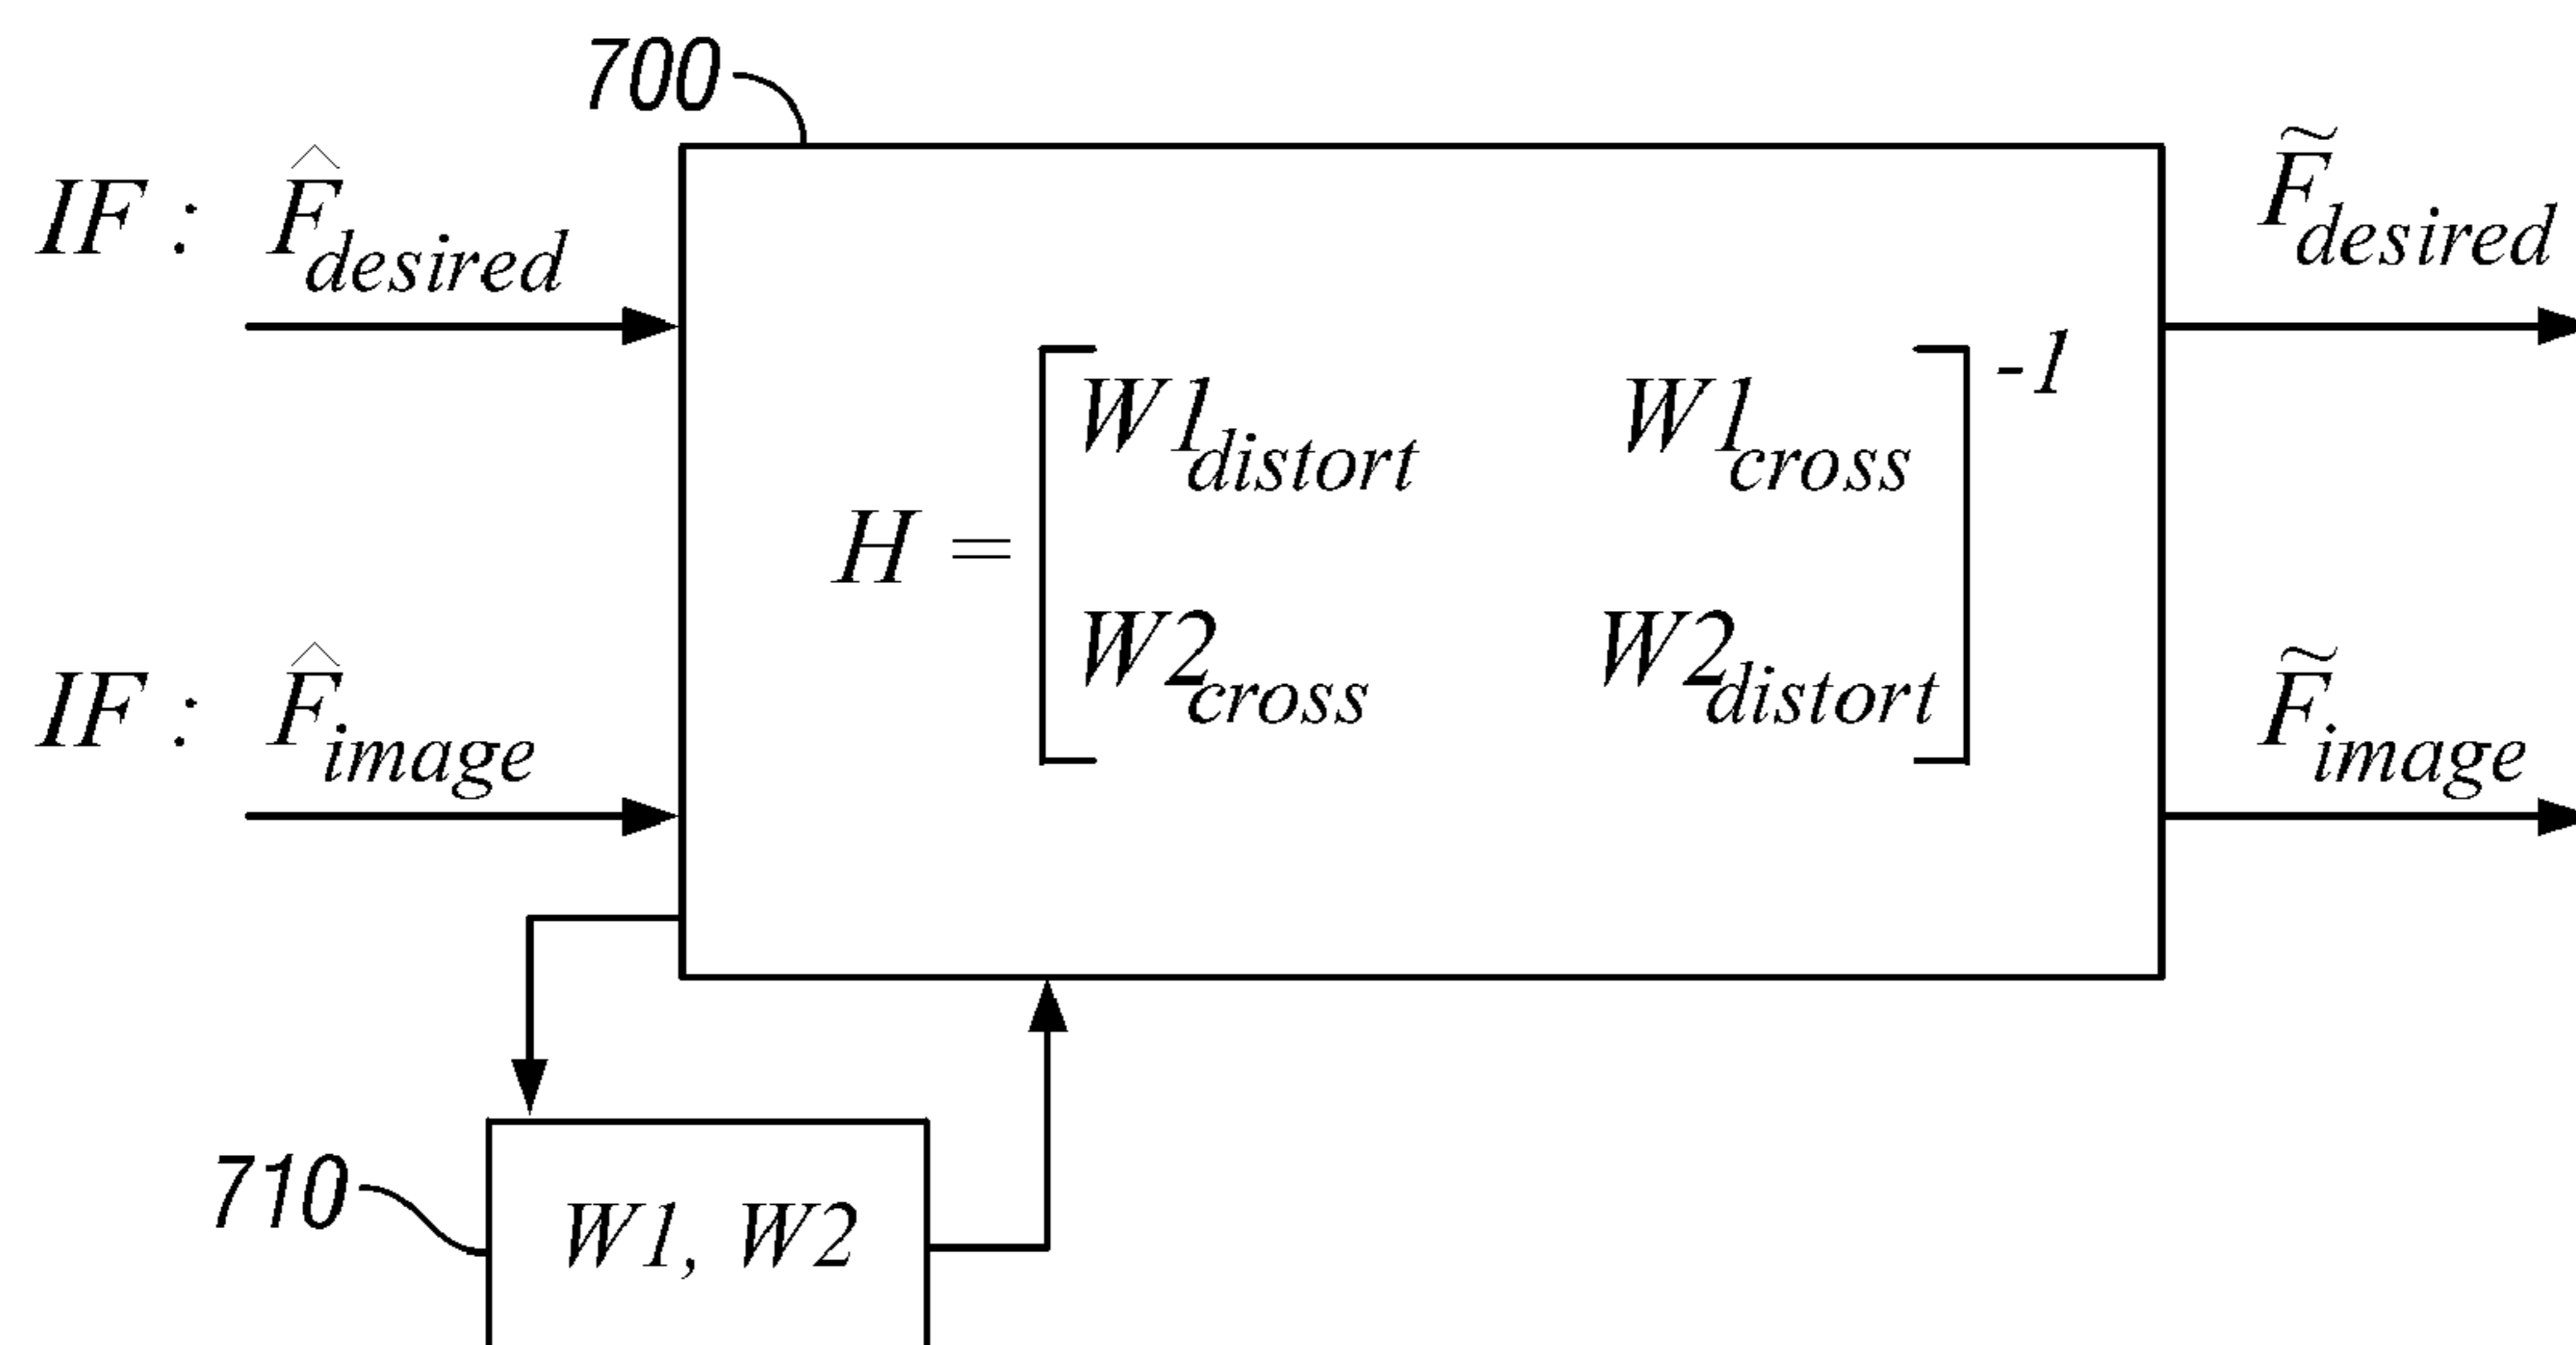 700
IF : F̂desired
F̃desired
H = [W1distort W1cross
W2cross W2distort]-1
IF : F̂image
F̃image
710
W1, W2